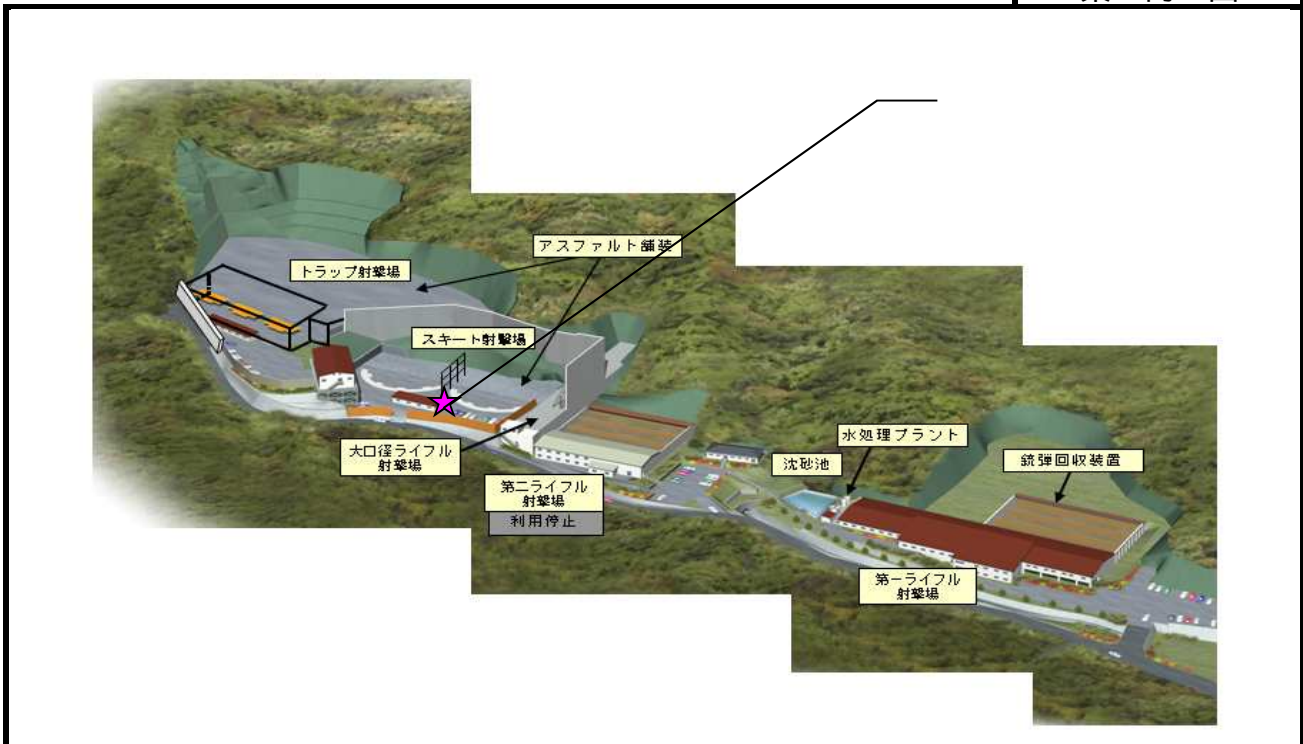 アスファルト舗装
トラップ射撃場
スキート射撃場
大口径ライフル
射撃場
第二ライフル
射撃場
利用停止
水処理プラント
沈砂池
銃弾回収装置
第一ライフル
射撃場